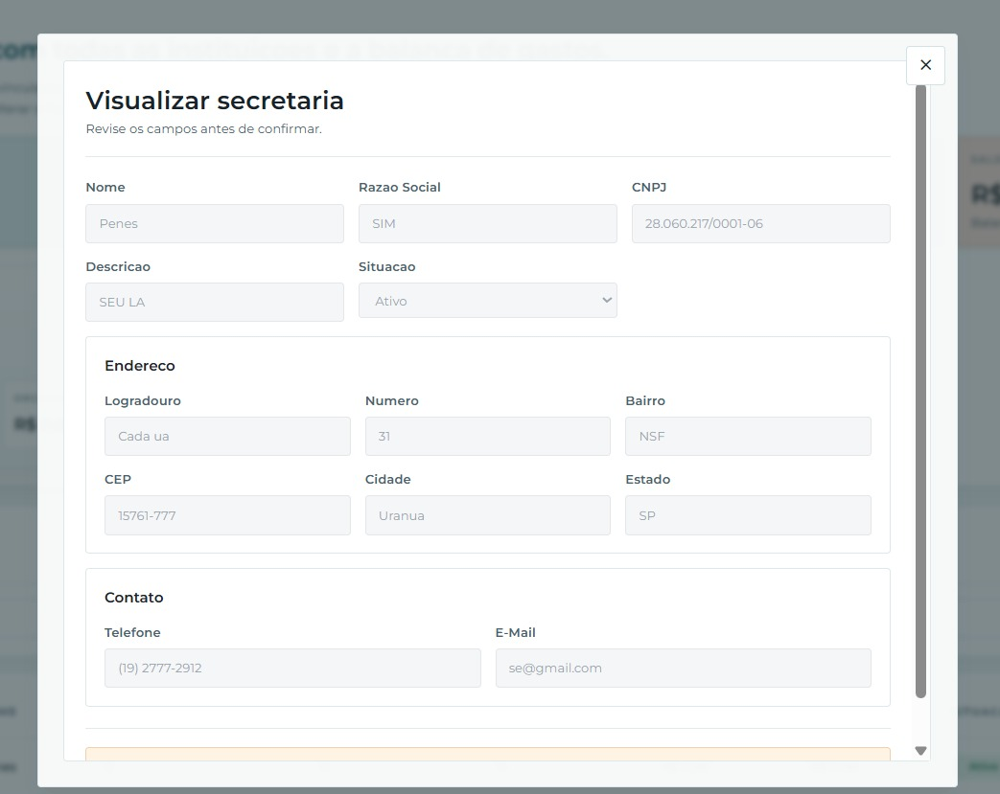 Visualizar secretaria
Revise os campos antes de confirmar.
Nome
Razao Social
CNPJ
Penes
SIM
28.060.217/0001-06
Descricao
Situacao
SEU LA
Ativo
Endereco
Logradouro
Numero
Bairro
Cada ua
31
NSF
CEP
Cidade
Estado
15761-777
Uranua
SP
Contato
Telefone
E-Mail
(19) 2777-2912
se@gmail.com
R$
R$